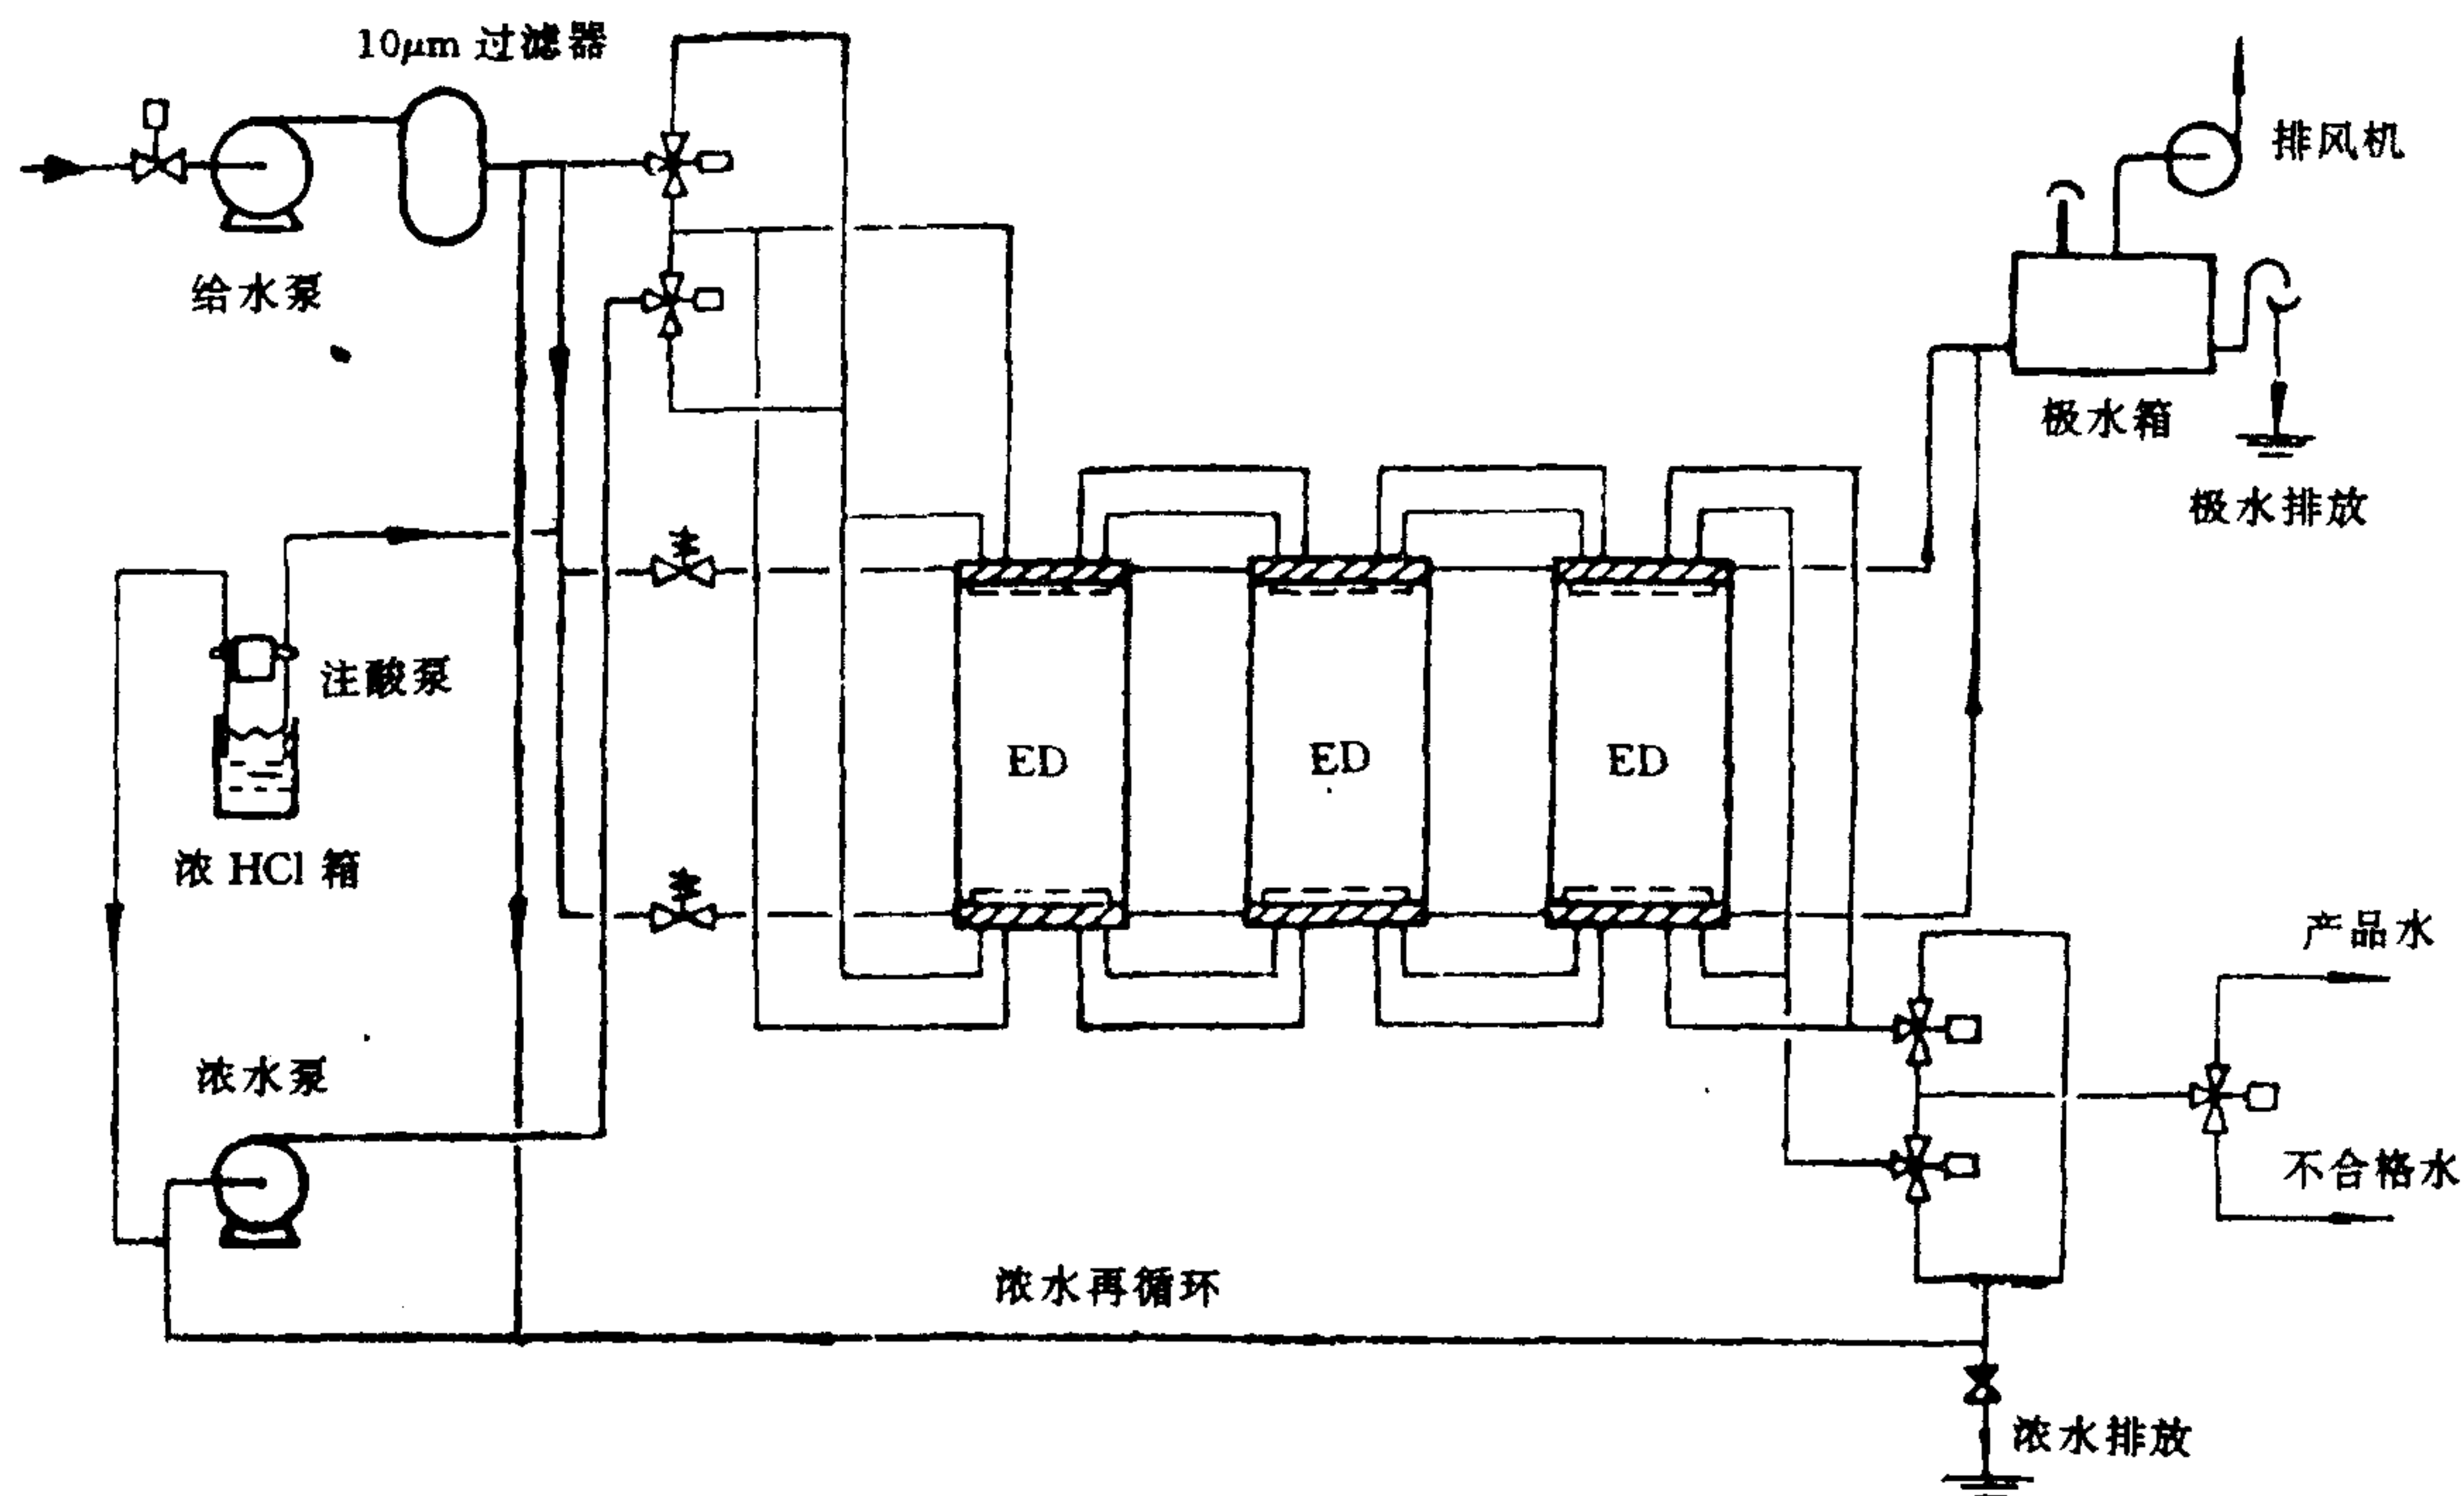 10μm 过滤器
排风机
给水泵
极水箱
极水排放
注酸泵
ED
ED
ED
浓 HCl 箱
产品水
浓水泵
不合格水
浓水再循环
浓水排放